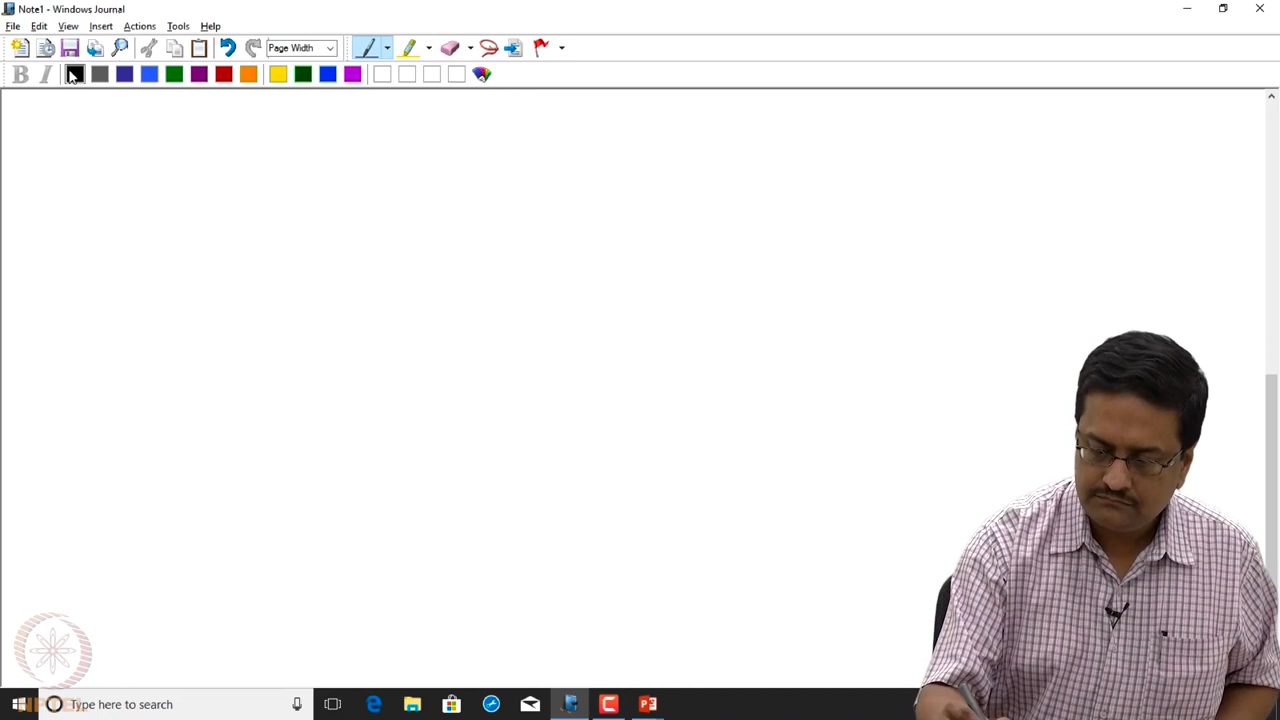 Note1 - Windows Journal
File Edit View Insert Actions Tools Help
Page Width
B I
Type here to search